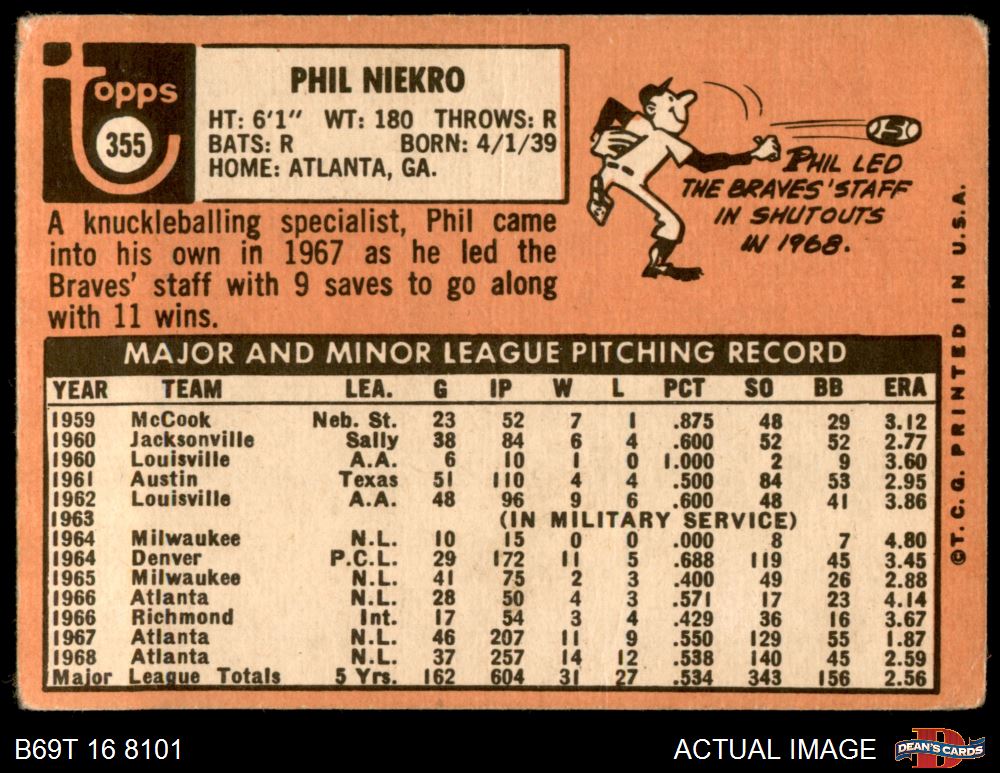 topps
355
PHIL NIEKRO
HT: 6'1" WT: 180 THROWS: R
BATS: R BORN: 4/1/39
HOME: ATLANTA, GA.
A knuckleballing specialist, Phil came
into his own in 1967 as he led the
Braves' staff with 9 saves to go along
with 11 wins.
PHIL LED
THE BRAVES' STAFF
IN SHUTOUTS
IN 1968.
MAJOR AND MINOR LEAGUE PITCHING RECORD
YEAR TEAM LEA. G IP W L PCT SO BB ERA
1959 McCook Neb. St. 23 52 7 1 .875 48 29 3.12
1960 Jacksonville Sally 38 84 6 4 .600 52 52 2.77
1960 Louisville A.A. 6 10 1 0 1.000 2 9 3.60
1961 Austin Texas 51 110 4 4 .500 84 53 2.95
1962 Louisville A.A. 48 96 9 6 .600 48 41 3.86
1963 (IN MILITARY SERVICE)
1964 Milwaukee N.L. 10 15 0 0 .000 8 7 4.80
1964 Denver P.C.L. 29 172 11 5 .688 119 45 3.45
1965 Milwaukee N.L. 41 75 2 3 .400 49 26 2.88
1966 Atlanta N.L. 28 50 4 3 .571 17 23 4.14
1966 Richmond Int. 17 54 3 4 .429 36 16 3.67
1967 Atlanta N.L. 46 207 11 9 .550 129 55 1.87
1968 Atlanta N.L. 37 257 14 12 .538 140 45 2.59
Major League Totals 5 Yrs. 162 604 31 27 .534 343 156 2.56
©T. C. G. PRINTED IN U.S.A.
B69T 16 8101
ACTUAL IMAGE
DEAN'S CARDS